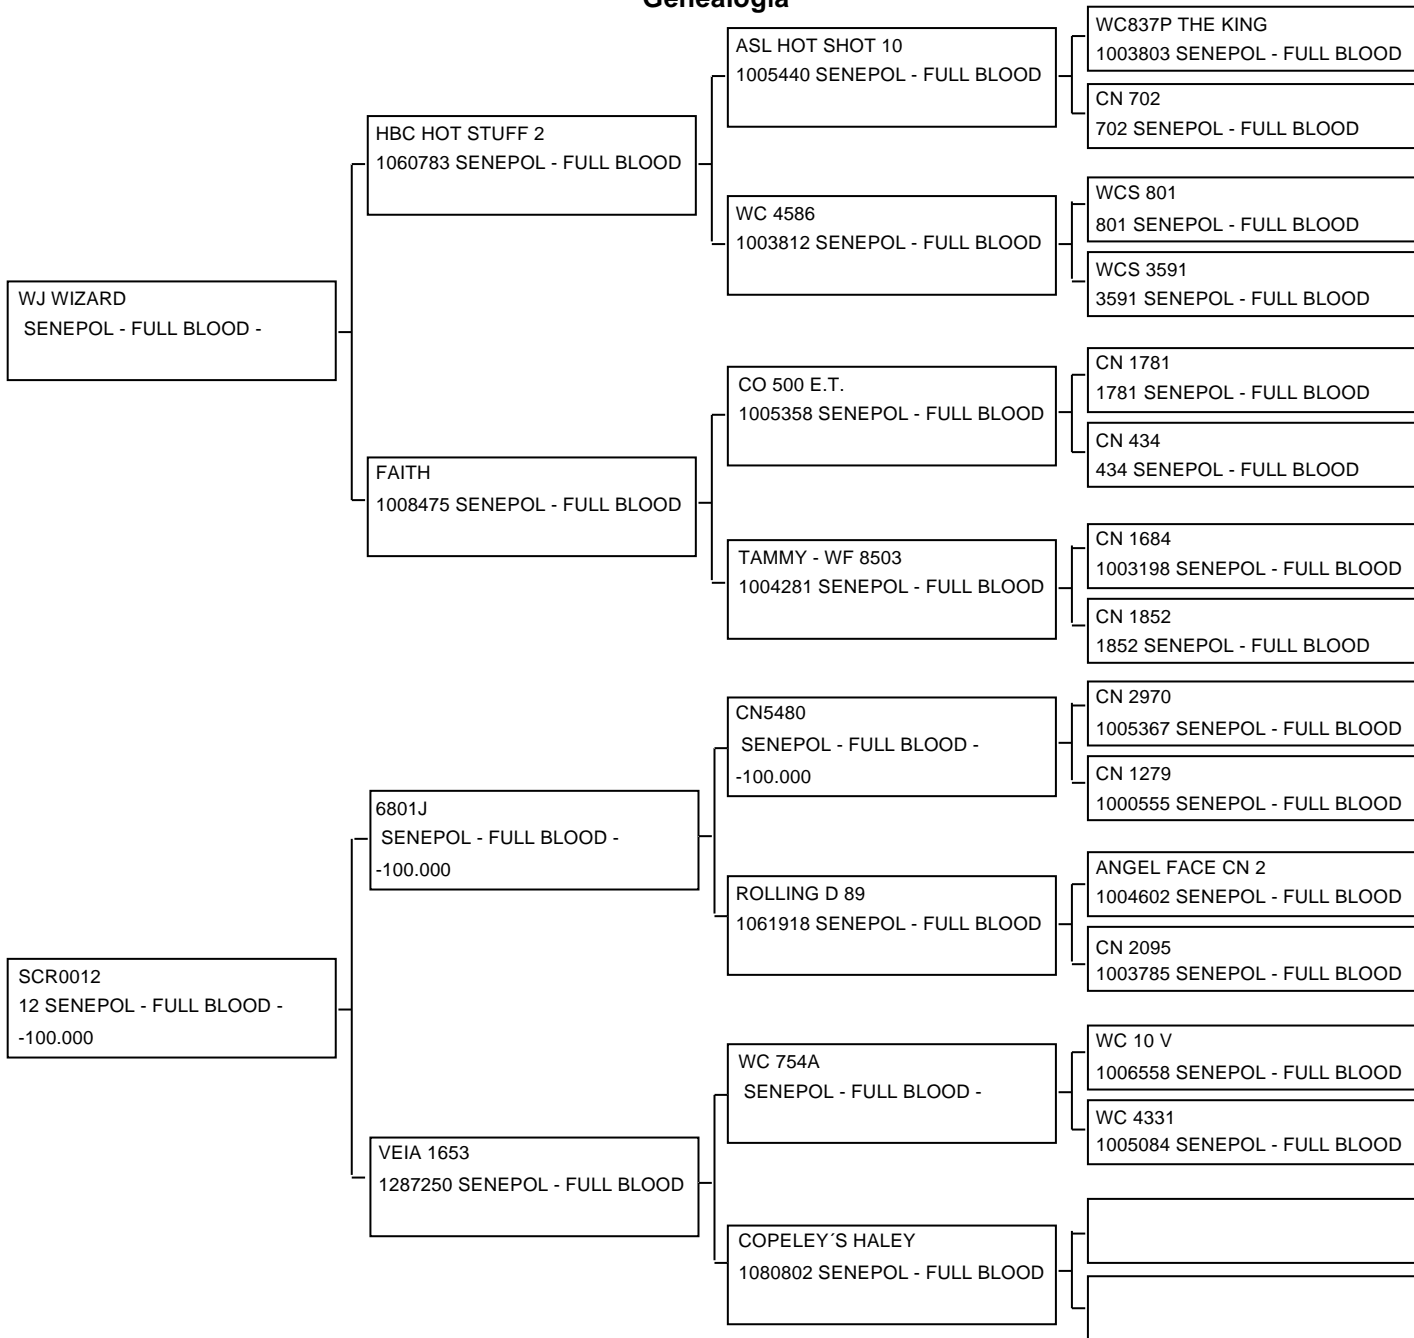 Genealogia
WJ WIZARD
SENEPOL - FULL BLOOD -
HBC HOT STUFF 2
1060783 SENEPOL - FULL BLOOD
FAITH
1008475 SENEPOL - FULL BLOOD
ASL HOT SHOT 10
1005440 SENEPOL - FULL BLOOD
WC 4586
1003812 SENEPOL - FULL BLOOD
CO 500 E.T.
1005358 SENEPOL - FULL BLOOD
TAMMY - WF 8503
1004281 SENEPOL - FULL BLOOD
WC837P THE KING
1003803 SENEPOL - FULL BLOOD
CN 702
702 SENEPOL - FULL BLOOD
WCS 801
801 SENEPOL - FULL BLOOD
WCS 3591
3591 SENEPOL - FULL BLOOD
CN 1781
1781 SENEPOL - FULL BLOOD
CN 434
434 SENEPOL - FULL BLOOD
CN 1684
1003198 SENEPOL - FULL BLOOD
CN 1852
1852 SENEPOL - FULL BLOOD
SCR0012
12 SENEPOL - FULL BLOOD -
-100.000
6801J
SENEPOL - FULL BLOOD -
-100.000
VEIA 1653
1287250 SENEPOL - FULL BLOOD
CN5480
SENEPOL - FULL BLOOD -
-100.000
ROLLING D 89
1061918 SENEPOL - FULL BLOOD
WC 754A
SENEPOL - FULL BLOOD -
COPELEY´S HALEY
1080802 SENEPOL - FULL BLOOD
CN 2970
1005367 SENEPOL - FULL BLOOD
CN 1279
1000555 SENEPOL - FULL BLOOD
ANGEL FACE CN 2
1004602 SENEPOL - FULL BLOOD
CN 2095
1003785 SENEPOL - FULL BLOOD
WC 10 V
1006558 SENEPOL - FULL BLOOD
WC 4331
1005084 SENEPOL - FULL BLOOD